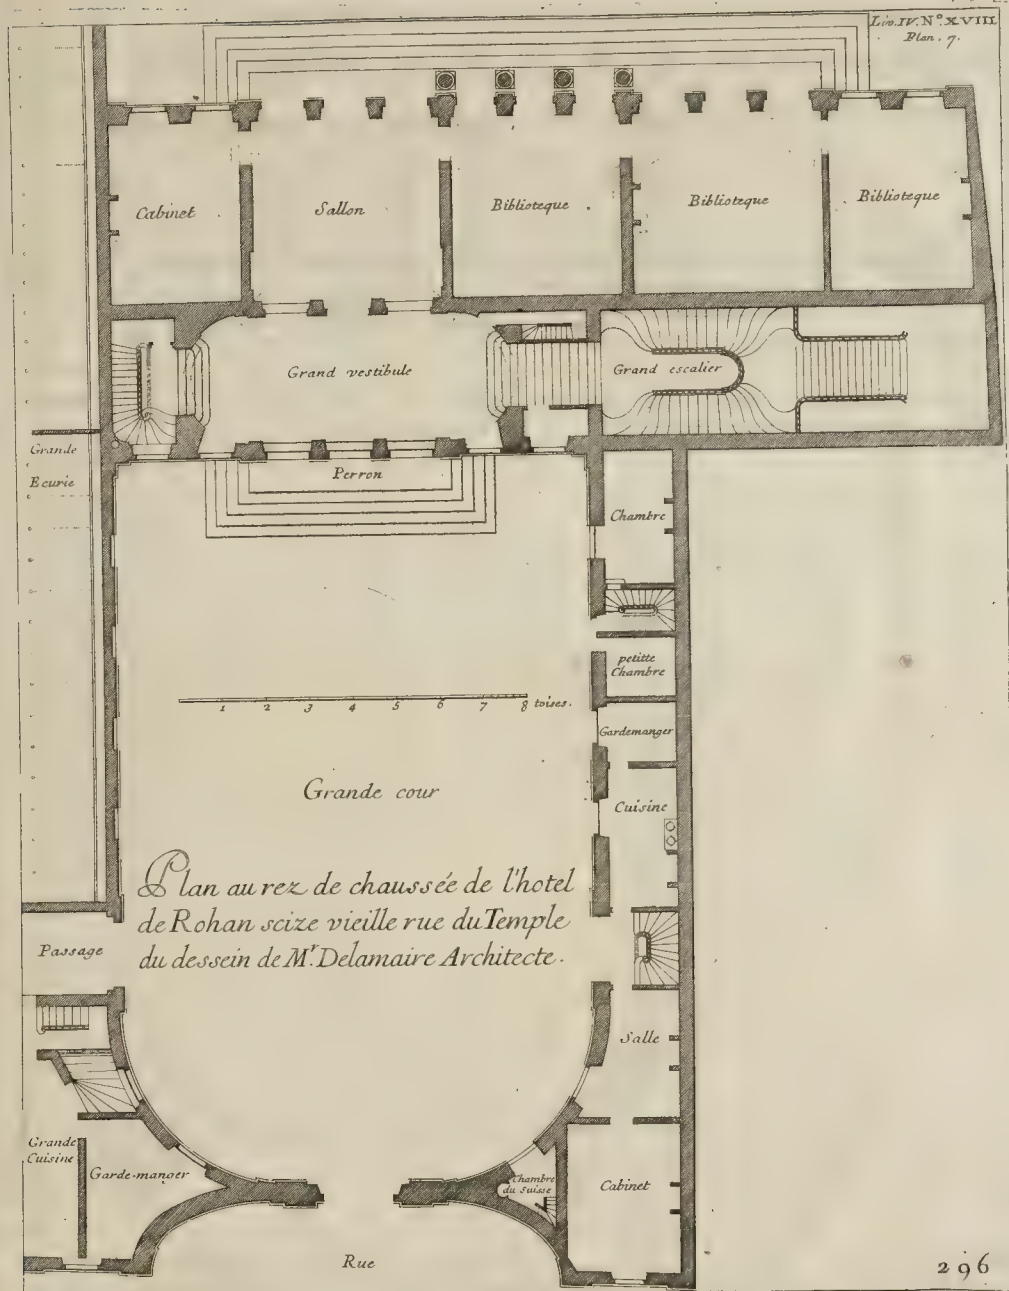 Liv. IV. N.º XVIII
Plan. 7.
Cabinet
Sallon
Biblioteque
Biblioteque
Biblioteque
Grand vestibule
Grand escalier
Grande
Ecurie
Perron
Chambre
petitte
Chambre
1 2 3 4 5 6 7 8 toises.
Gardemanger
Grande cour
Cuisine
Plan au rez de chaussée de l'hotel
de Rohan scize vieille rue du Temple
du dessein de M.r Delamaire Architecte.
Passage
Salle
Grande
Cuisine
Garde-manger
Chambre
du Suisse
Cabinet
Rue
296